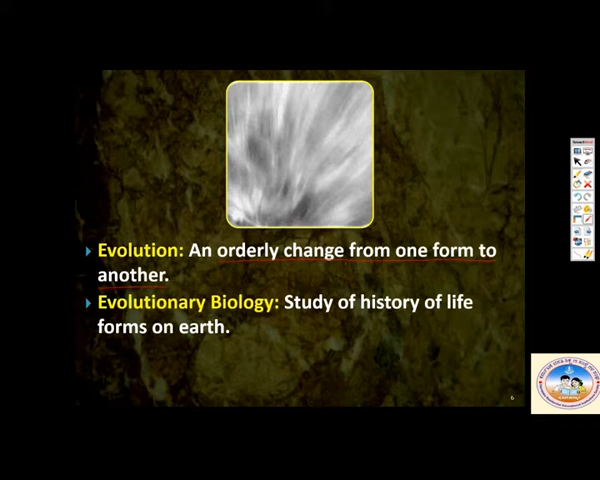 Evolution: An orderly change from one form to
another.
Evolutionary Biology: Study of history of life
forms on earth.
6